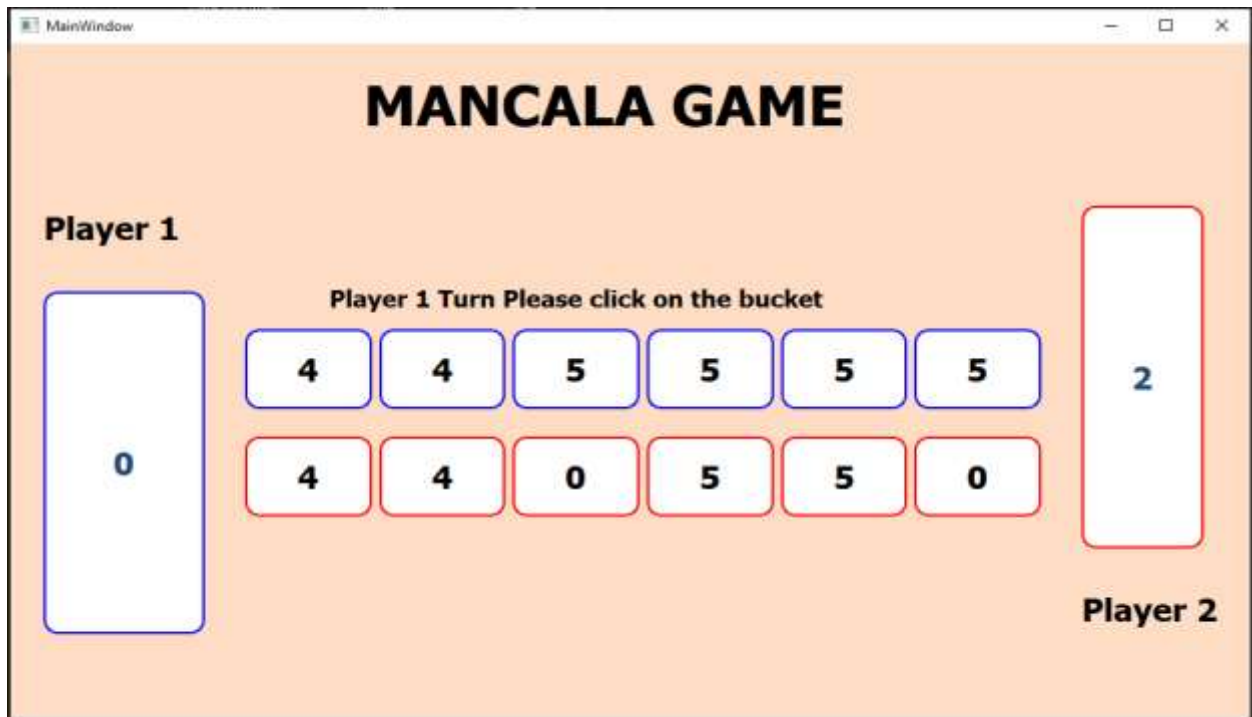 MainWindow
MANCALA GAME
Player 1
Player 1 Turn Please click on the bucket
4 4 5 5 5 5
2
0
4 4 0 5 5 0
Player 2